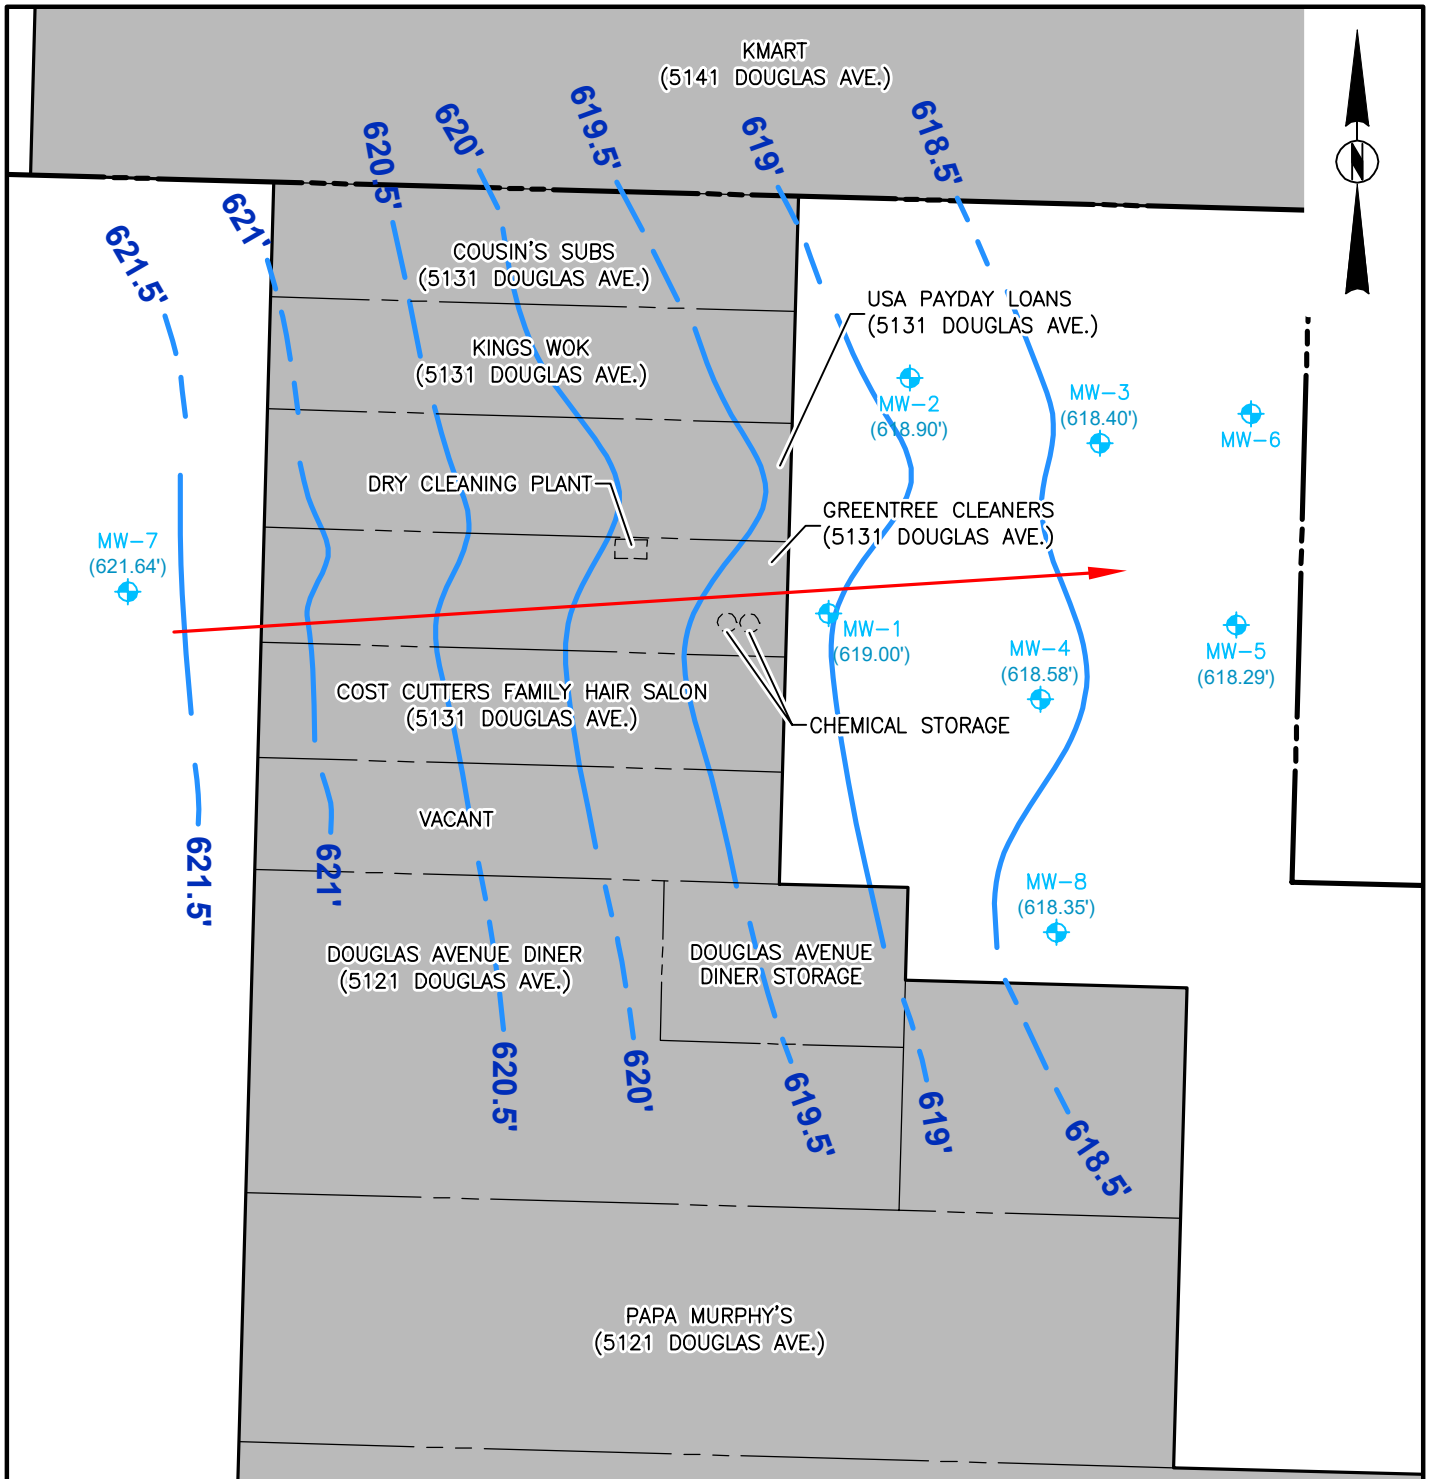 KMART
(5141 DOUGLAS AVE.)
620.5'
620'
619.5'
619'
618.5'
621.5'
621'
N
COUSIN'S SUBS
(5131 DOUGLAS AVE.)
USA PAYDAY LOANS
(5131 DOUGLAS AVE.)
KINGS WOK
(5131 DOUGLAS AVE.)
MW-2
(618.90')
MW-3
(618.40')
MW-6
DRY CLEANING PLANT
GREENTREE CLEANERS
(5131 DOUGLAS AVE.)
MW-7
(621.64')
MW-1
(619.00')
MW-4
(618.58')
MW-5
(618.29')
COST CUTTERS FAMILY HAIR SALON
(5131 DOUGLAS AVE.)
CHEMICAL STORAGE
VACANT
621.5'
621'
MW-8
(618.35')
DOUGLAS AVENUE DINER
(5121 DOUGLAS AVE.)
DOUGLAS AVENUE
DINER STORAGE
620.5'
620'
619.5'
619'
618.5'
PAPA MURPHY'S
(5121 DOUGLAS AVE.)